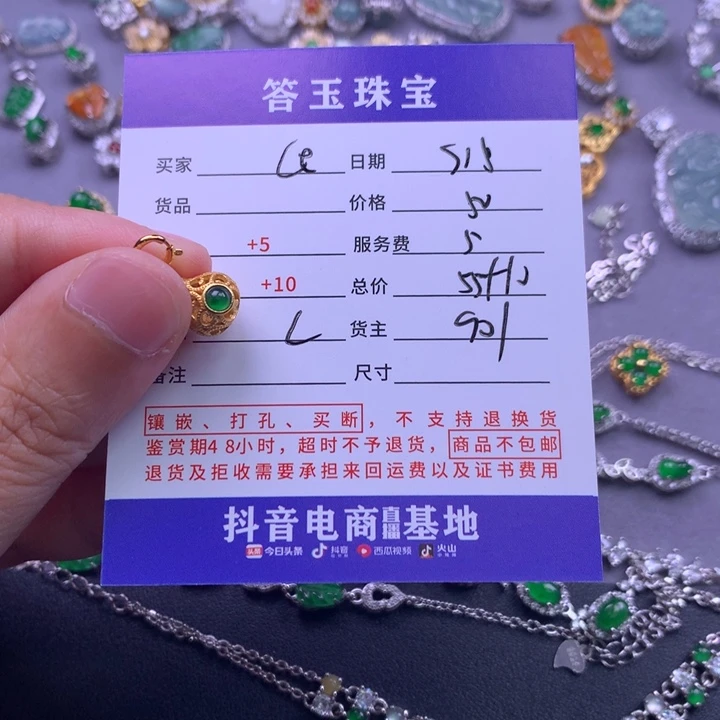 答玉珠宝
买家 Ce 日期 515
货品 价格 50
+5 服务费 5
+10 总价 55+10
L 货主 901
备注 尺寸
镶嵌、打孔、买断，不支持退换货
鉴赏期48小时，超时不予退货，商品不包邮
退货及拒收需要承担来回运费以及证书费用
抖音电商直播基地
头条 今日头条 抖音 西瓜视频 火山